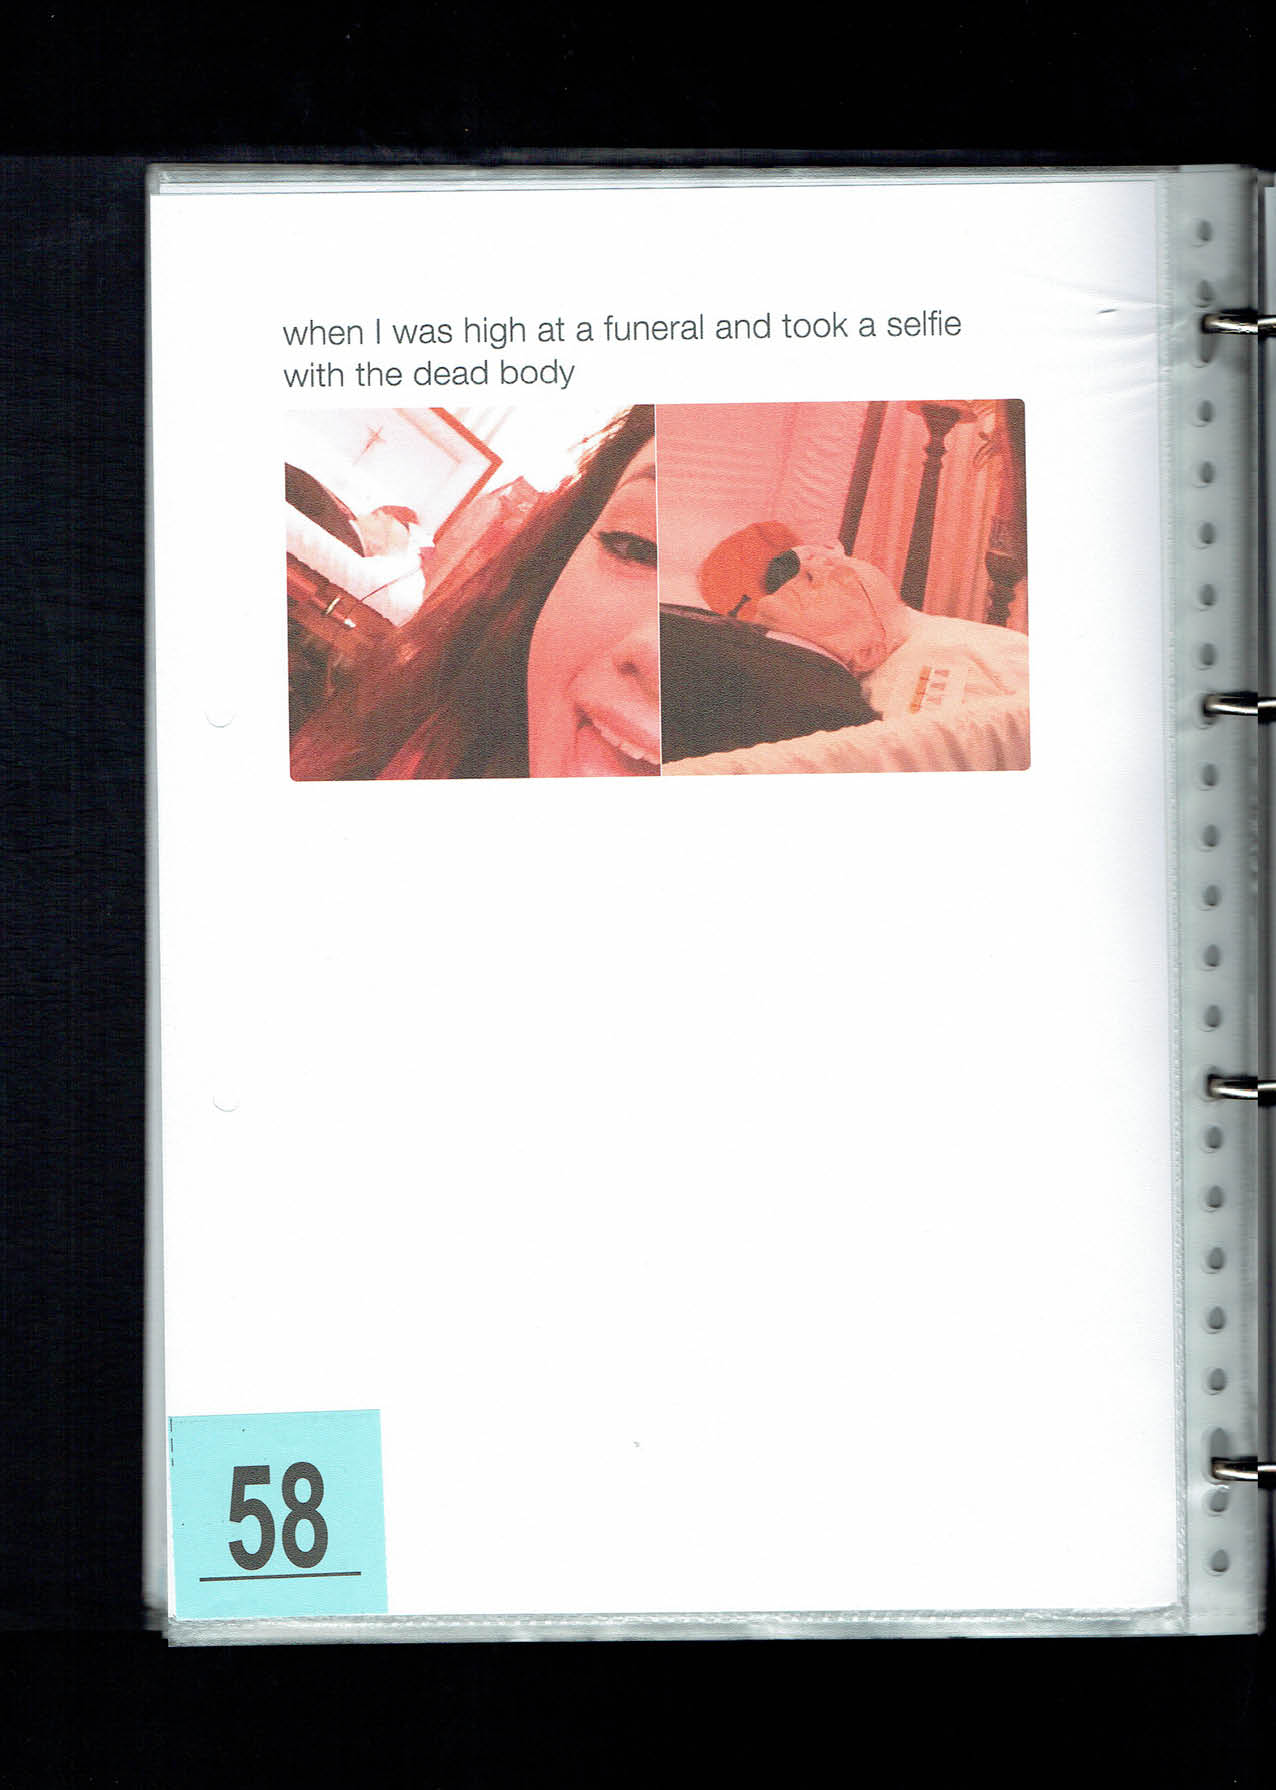 when I was high at a funeral and took a selfie
with the dead body
58